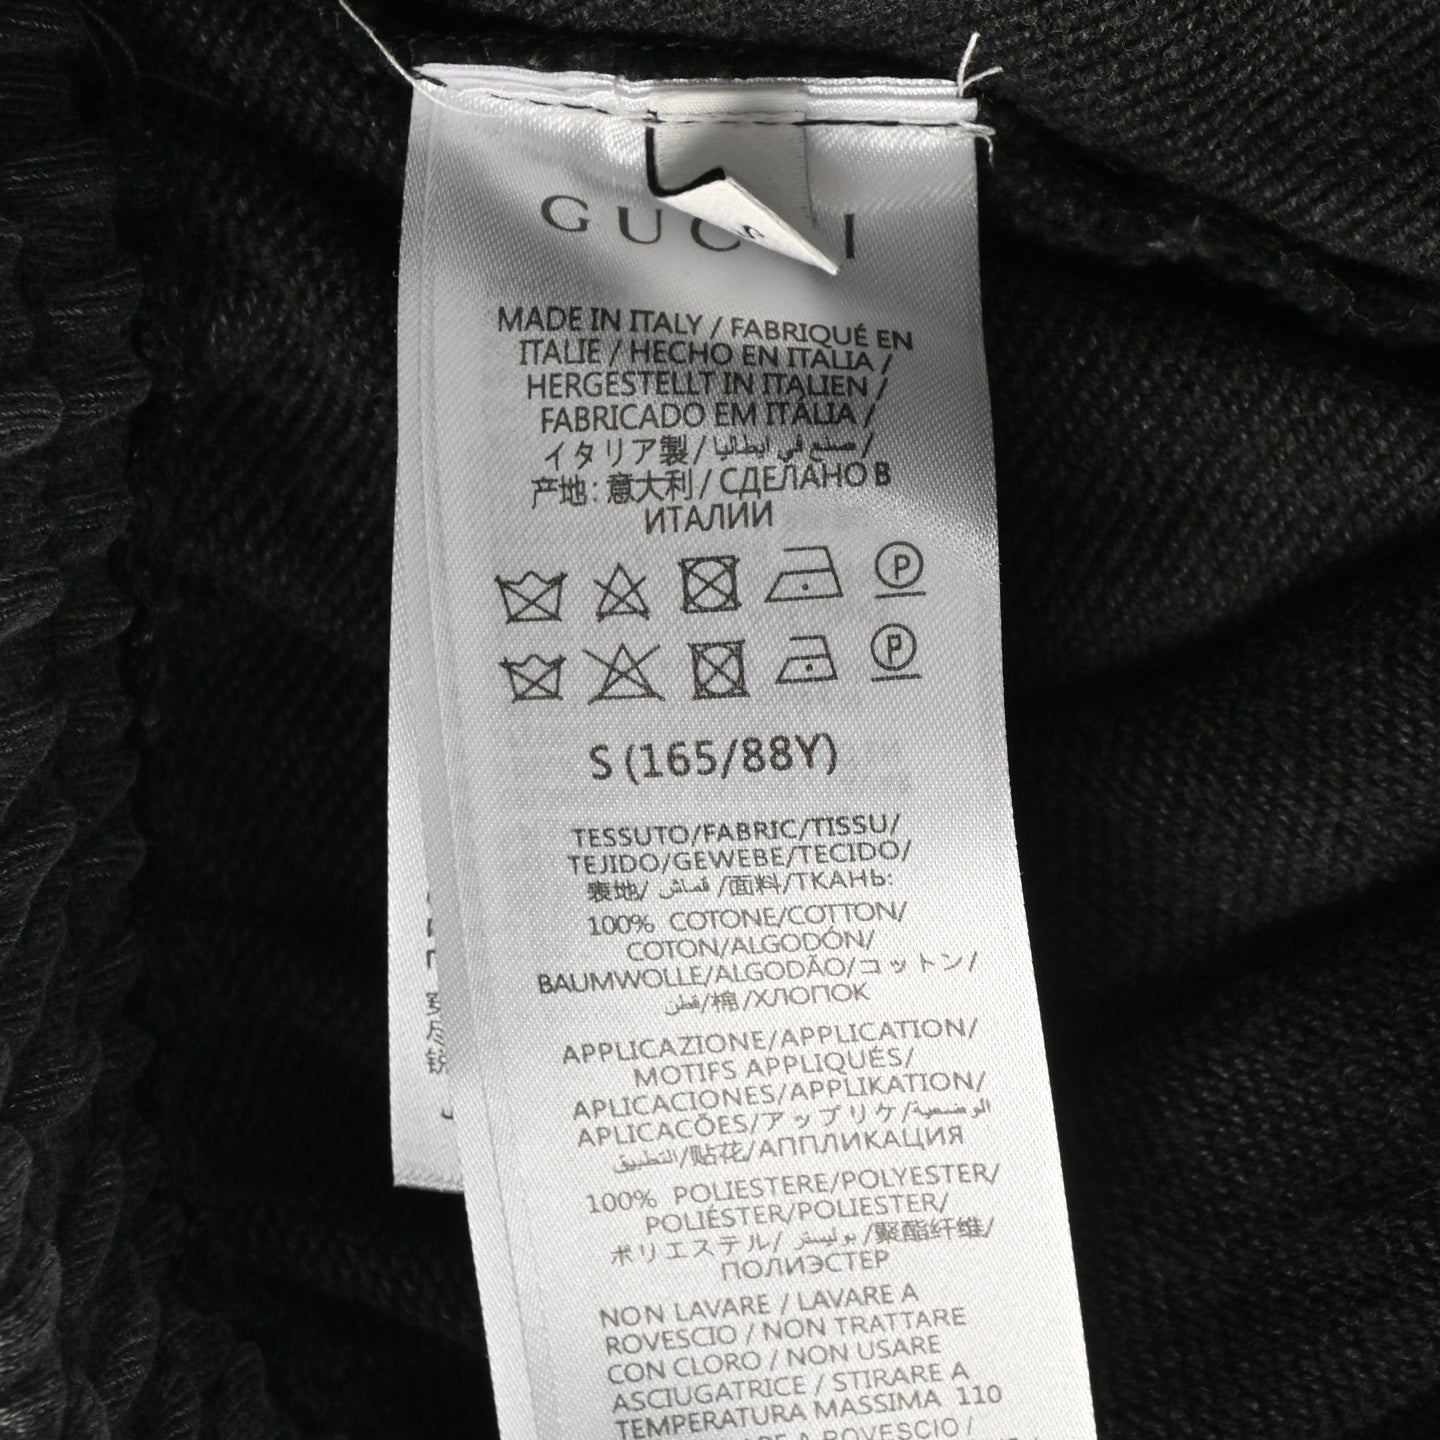 GUC I
S
MADE IN ITALY / FABRIQUÉ EN
ITALIE / HECHO EN ITALIA /
HERGESTELLT IN ITALIEN /
FABRICADO EM ITÁLIA /
イタリア製 / صنع في إيطاليا /
产地: 意大利 / СДЕЛАНО В
ИТАЛИИ
P
P
S (165/88Y)
TESSUTO/FABRIC/TISSU/
TEJIDO/GEWEBE/TECIDO/
表地/ قماش /面料/ТКАНЬ:
100% COTONE/COTTON/
COTON/ALGODÓN/
BAUMWOLLE/ALGODÃO/コットン/
قطن/棉/ХЛОПОК
APPLICAZIONE/APPLICATION/
MOTIFS APPLIQUÉS/
APLICACIONES/APPLIKATION/
APLICAÇÕES/アップリケ/الوضعية
التطبيق/贴花/АППЛИКАЦИЯ
100% POLIESTERE/POLYESTER/
POLIÉSTER/POLIESTER/
ポリエステル/ بوليستر /聚酯纤维/
ПОЛИЭСТЕР
NON LAVARE / LAVARE A
ROVESCIO / NON TRATTARE
CON CLORO / NON USARE
ASCIUGATRICE / STIRARE A
TEMPERATURA MASSIMA 110
A ROVESCIO /